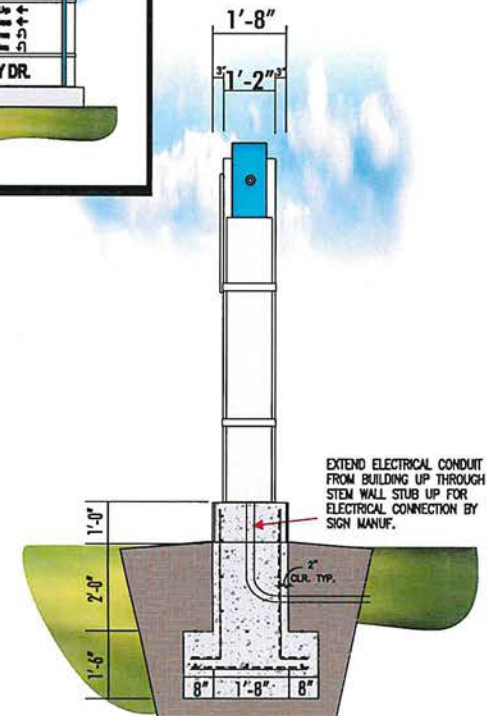 Y DR.
1'-8"
3" 1'-2" 3"
EXTEND ELECTRICAL CONDUIT
FROM BUILDING UP THROUGH
STEM WALL STUB UP FOR
ELECTRICAL CONNECTION BY
SIGN MANUF.
1'-0"
2'-0"
2"
CLR. TYP.
1'-6"
8" 1'-8" 8"